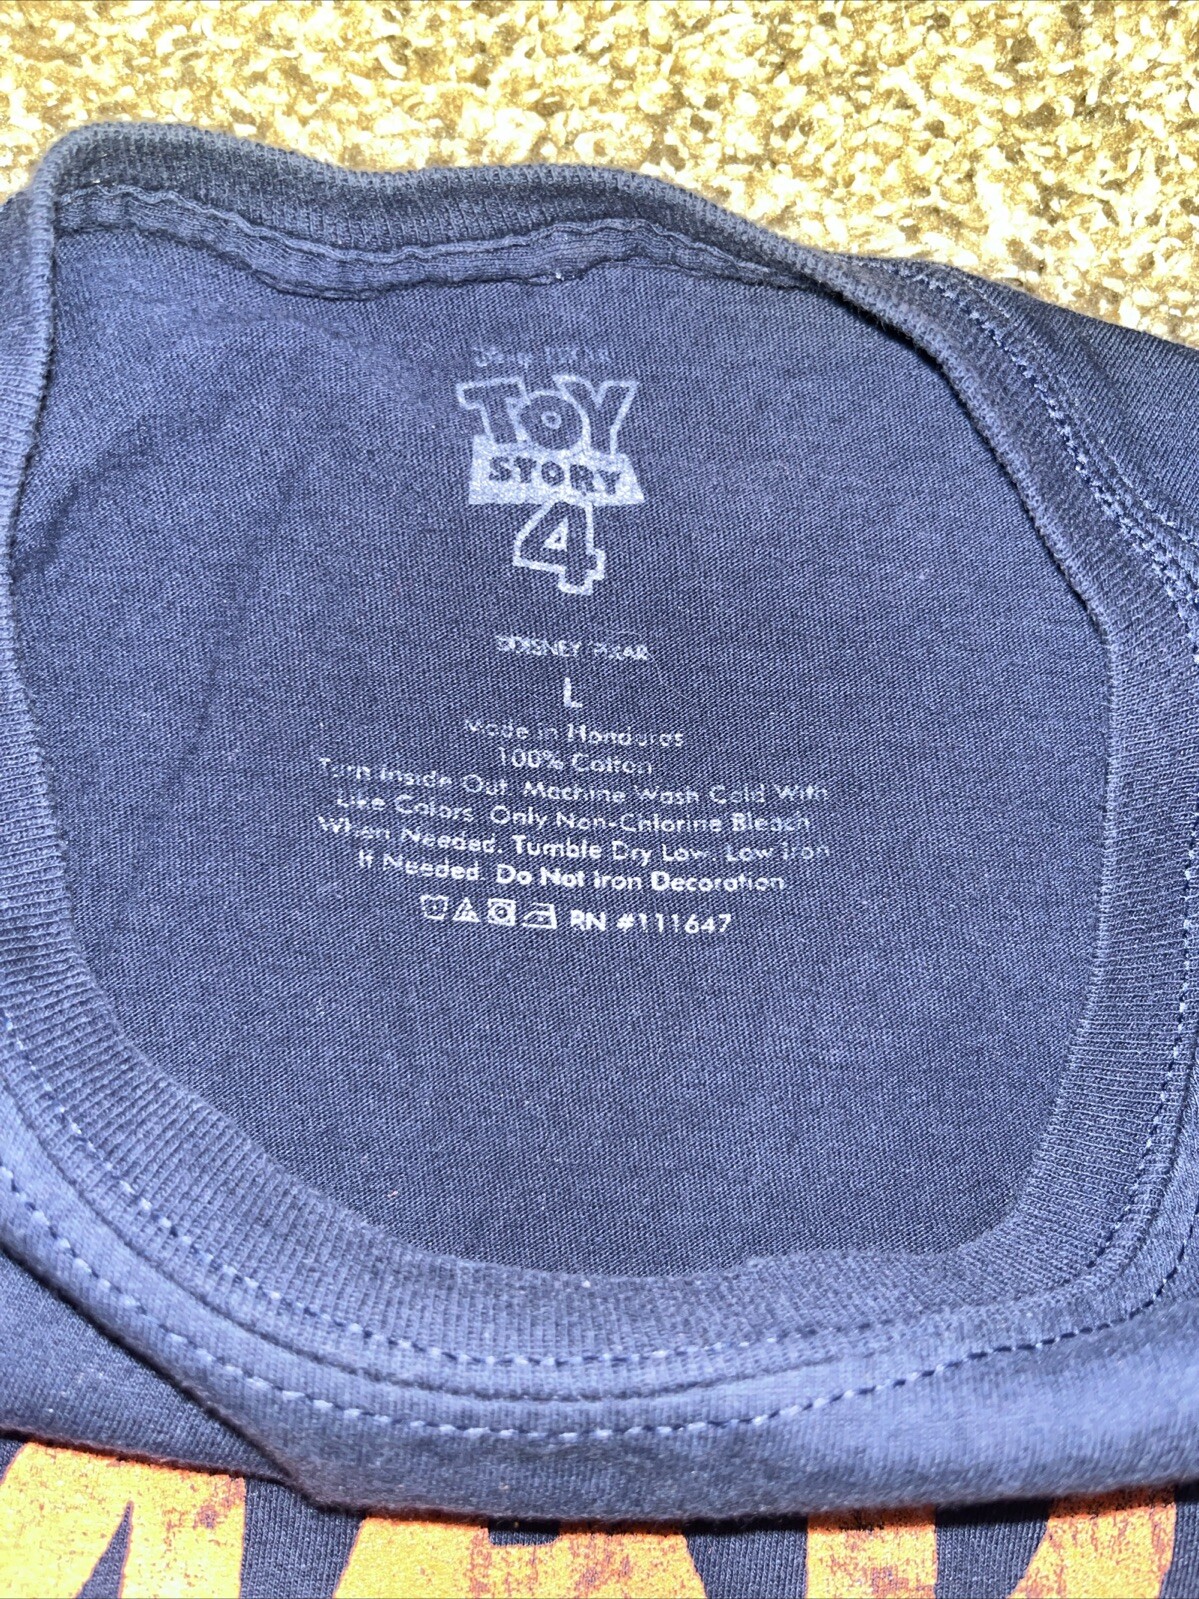 Disney PIXAR
TOY
STORY
4
©DISNEY/PIXAR
L
Made in Honduras
100% Cotton
Turn Inside Out. Machine Wash Cold With
Like Colors. Only Non-Chlorine Bleach
When Needed. Tumble Dry Low. Low Iron
If Needed. Do Not Iron Decoration
RN #111647